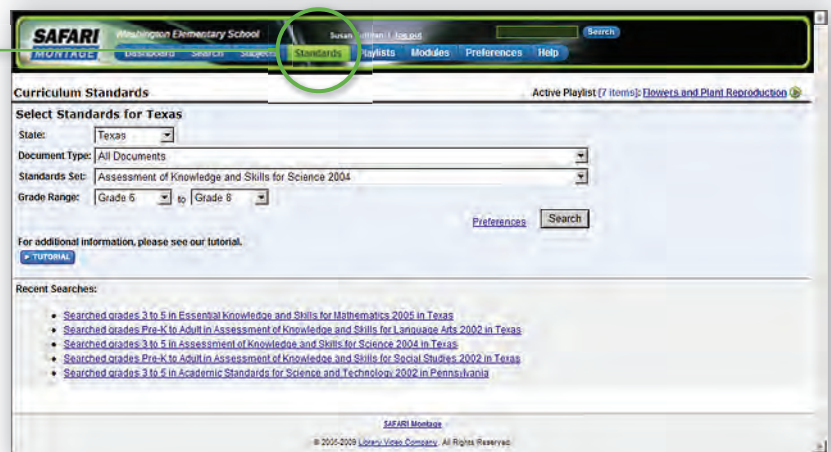 SAFARI
MONTAGE
Washington Elementary School
Susan
log out
Search
Dashboard Search Subjects Standards Playlists Modules Preferences Help
Curriculum Standards
Active Playlist (7 items): Flowers and Plant Reproduction
Select Standards for Texas
State: Texas
Document Type: All Documents
Standards Set: Assessment of Knowledge and Skills for Science 2004
Grade Range: Grade 6 to Grade 8
Preferences Search
For additional information, please see our tutorial.
TUTORIAL
Recent Searches:
Searched grades 3 to 5 in Essential Knowledge and Skills for Mathematics 2005 in Texas
Searched grades Pre-K to Adult in Assessment of Knowledge and Skills for Language Arts 2002 in Texas
Searched grades 3 to 5 in Assessment of Knowledge and Skills for Science 2004 in Texas
Searched grades Pre-K to Adult in Assessment of Knowledge and Skills for Social Studies 2002 in Texas
Searched grades 3 to 5 in Academic Standards for Science and Technology 2002 in Pennsylvania
SAFARI Montage
© 2005-2009 Library Video Company. All Rights Reserved.